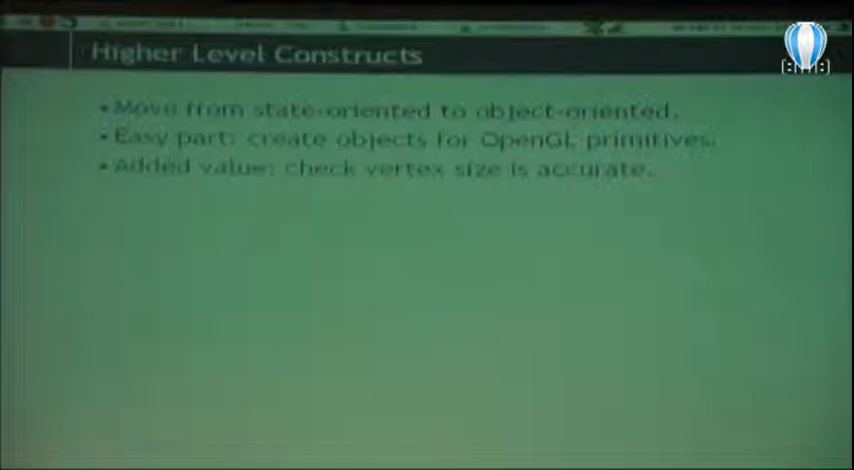 Higher Level Constructs
• Move from state-oriented to object-oriented.
• Easy part: create objects for OpenGL primitives.
• Added value: check vertex size is accurate.